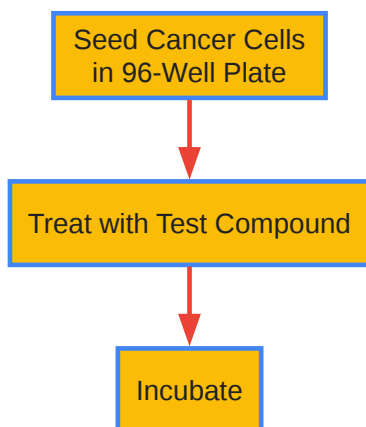 Seed Cancer Cells
in 96-Well Plate
Treat with Test Compound
Incubate